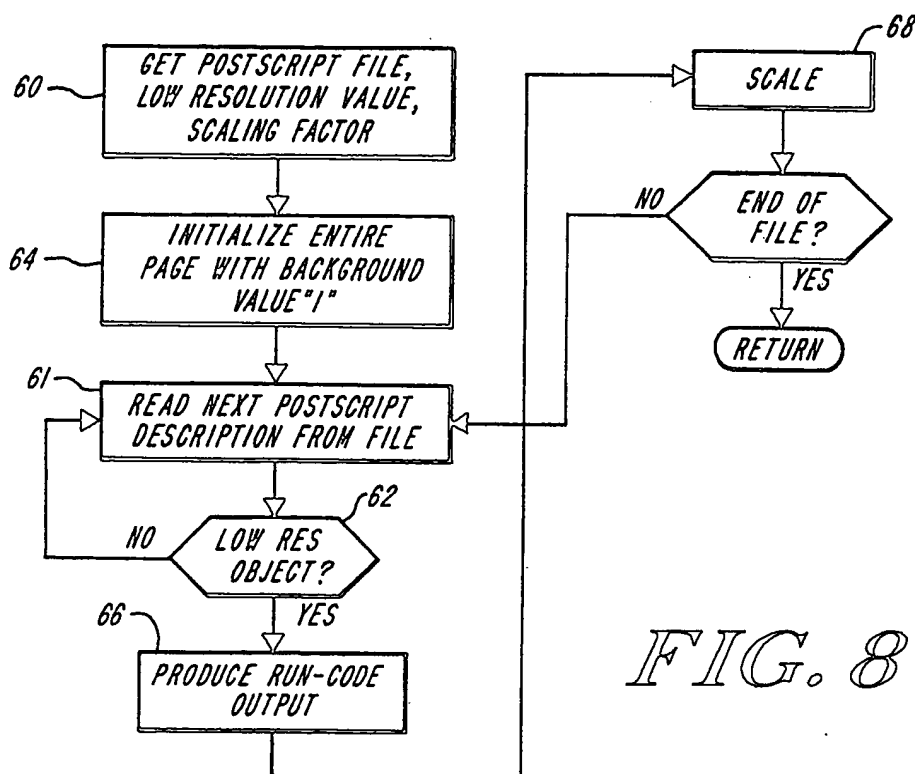 60
GET POSTSCRIPT FILE,
LOW RESOLUTION VALUE,
SCALING FACTOR
64
INITIALIZE ENTIRE
PAGE WITH BACKGROUND
VALUE "1"
61
READ NEXT POSTSCRIPT
DESCRIPTION FROM FILE
62
LOW RES
OBJECT?
NO
YES
66
PRODUCE RUN-CODE
OUTPUT
68
SCALE
END OF
FILE?
NO
YES
RETURN
FIG. 8